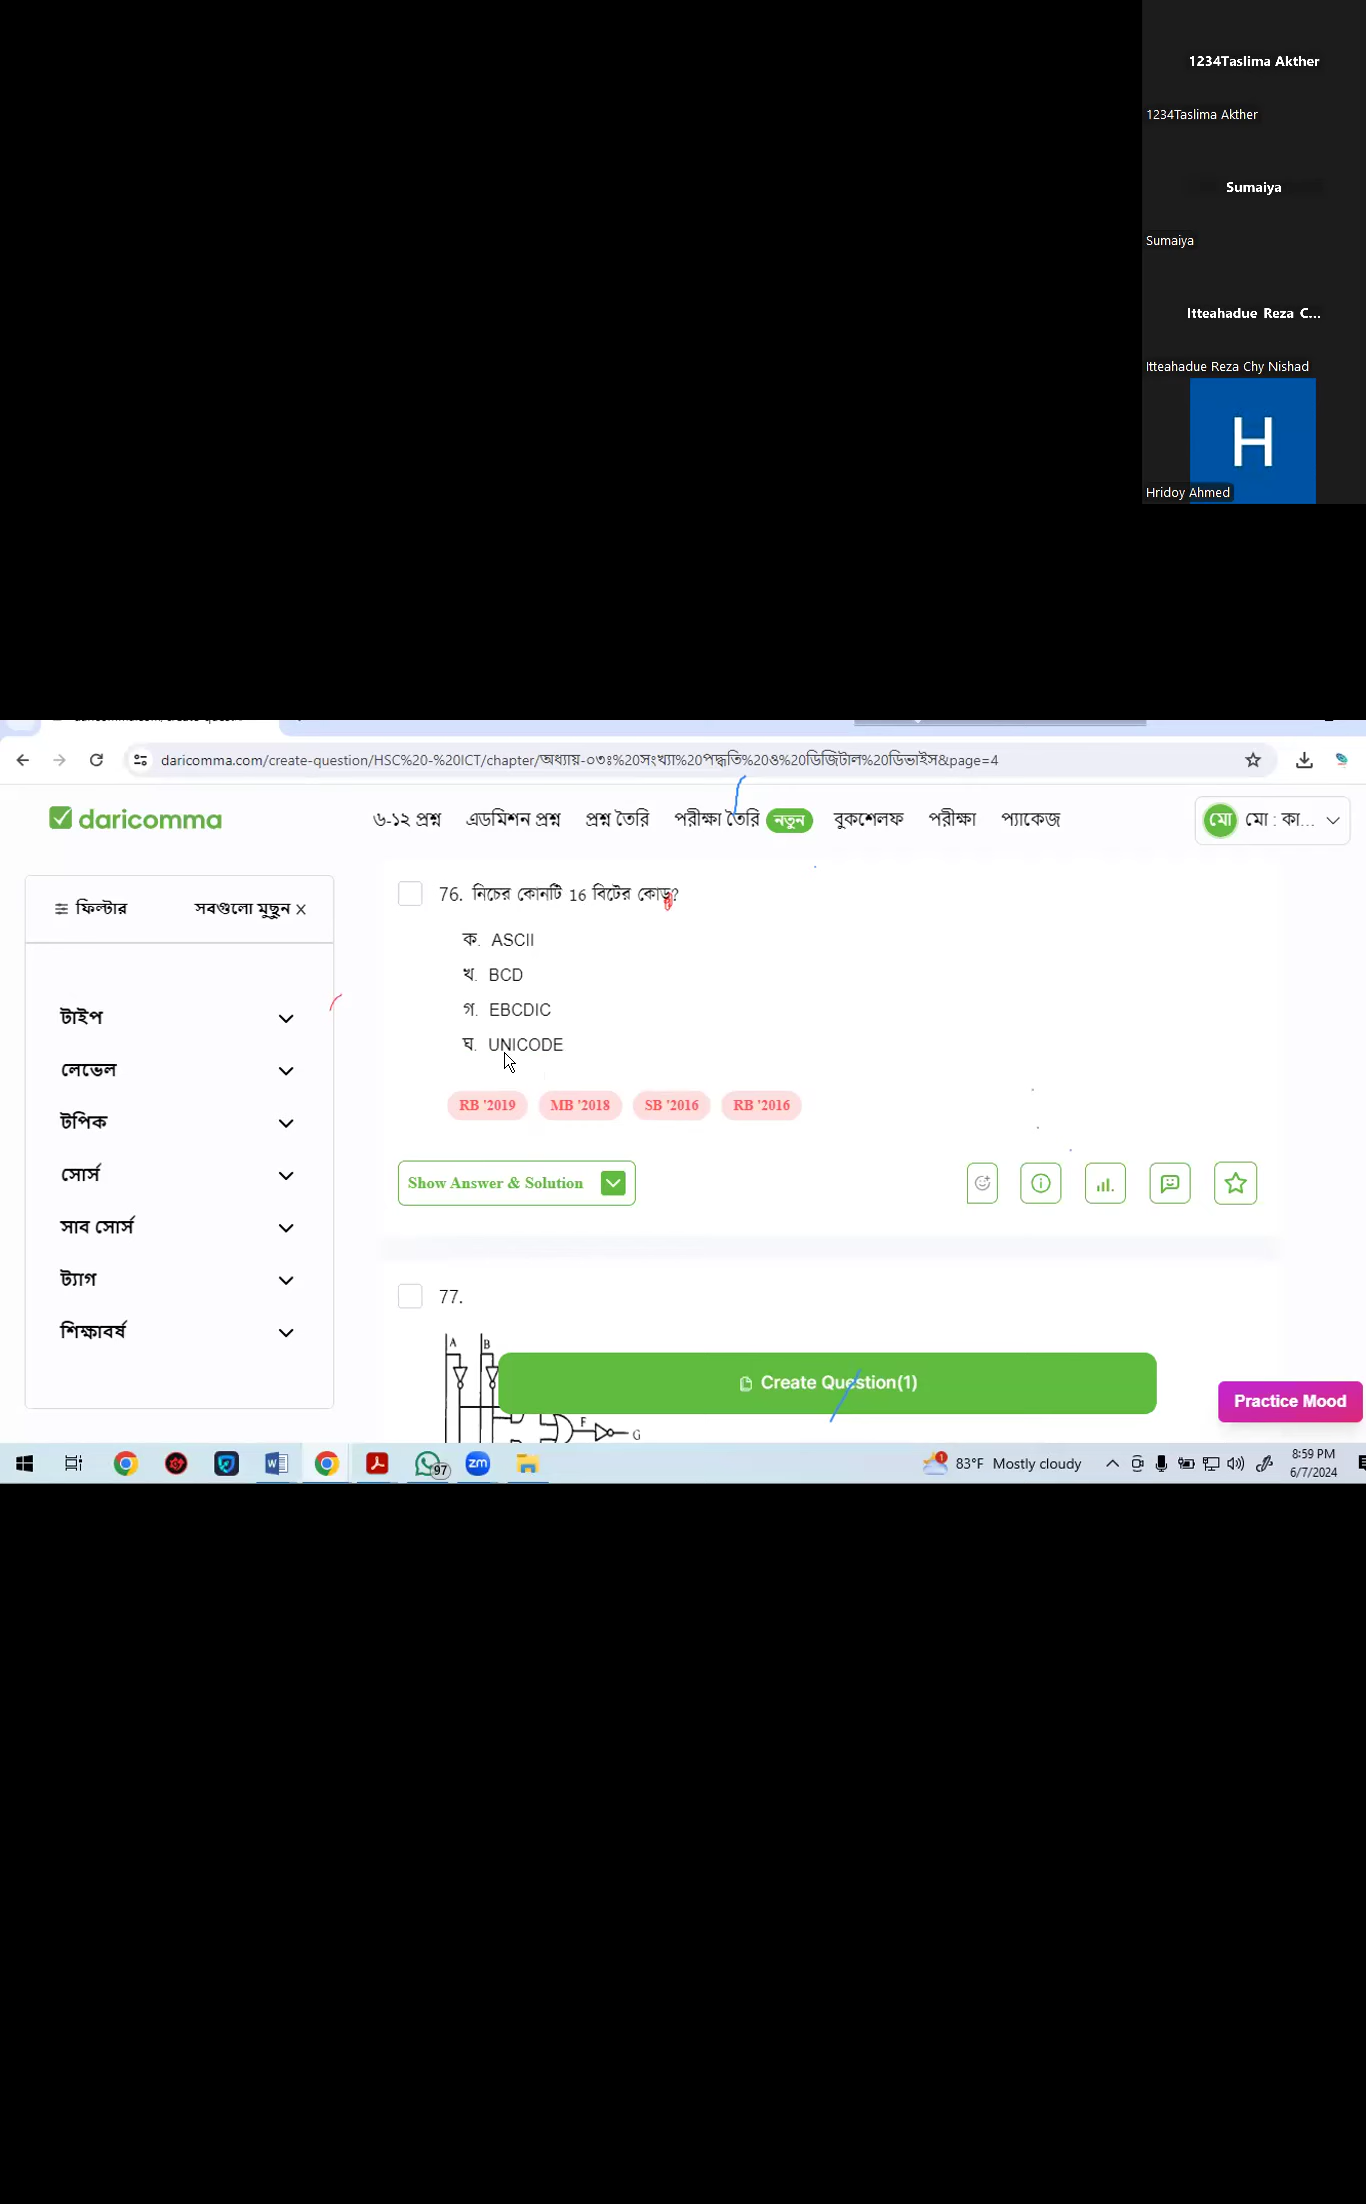 1234Taslima Akther
1234Taslima Akther
Sumaiya
Sumaiya
Itteahadue Reza C...
Itteahadue Reza Chy Nishad
H
Hridoy Ahmed
daricomma.com/create-question/HSC%20-%20ICT/chapter/অধ্যায়-০৩ঃ%20সংখ্যা%20পদ্ধতি%20ও%20ডিজিটাল%20ডিভাইস&page=4
daricomma
৬-১২ প্রশ্ন এডমিশন প্রশ্ন প্রশ্ন তৈরি পরীক্ষা তৈরি নতুন বুকশেলফ পরীক্ষা প্যাকেজ
মো মো : কা...
ফিল্টার সবগুলো মুছুন
টাইপ
লেভেল
টপিক
সোর্স
সাব সোর্স
ট্যাগ
শিক্ষাবর্ষ
76. নিচের কোনটি 16 বিটের কোড?
ক. ASCII
খ. BCD
গ. EBCDIC
ঘ. UNICODE
RB '2019 MB '2018 SB '2016 RB '2016
Show Answer & Solution
77.
A B
F G
Create Question(1)
Practice Mood
97 zm
1 83°F Mostly cloudy
8:59 PM
6/7/2024